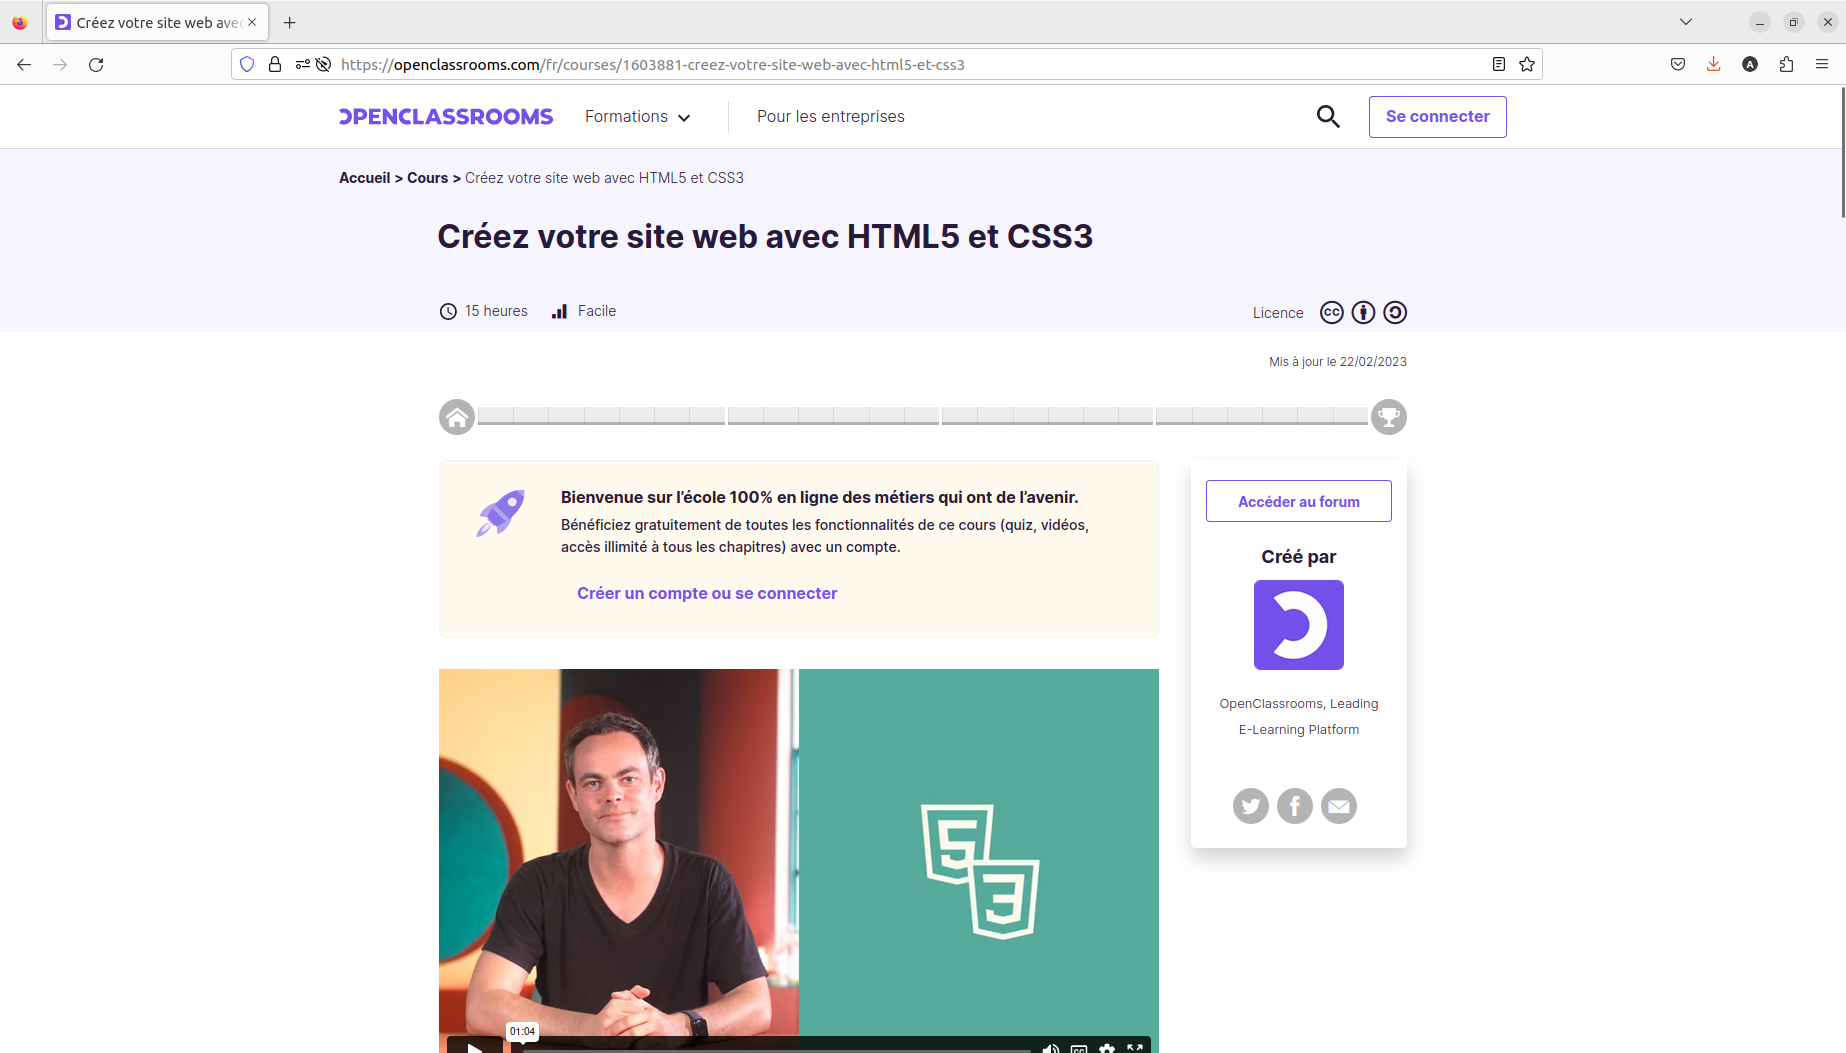 Créez votre site web avec
https://openclassrooms.com/fr/courses/1603881-creez-votre-site-web-avec-html5-et-css3
A
OPENCLASSROOMS
Formations
Pour les entreprises
Se connecter
Accueil > Cours > Créez votre site web avec HTML5 et CSS3
Créez votre site web avec HTML5 et CSS3
15 heures
Facile
Licence
CC
Mis à jour le 22/02/2023
Bienvenue sur l’école 100% en ligne des métiers qui ont de l’avenir.
Bénéficiez gratuitement de toutes les fonctionnalités de ce cours (quiz, vidéos,
accès illimité à tous les chapitres) avec un compte.
Créer un compte ou se connecter
Accéder au forum
Créé par
OpenClassrooms, Leading
E-Learning Platform
5
3
01:04
CC